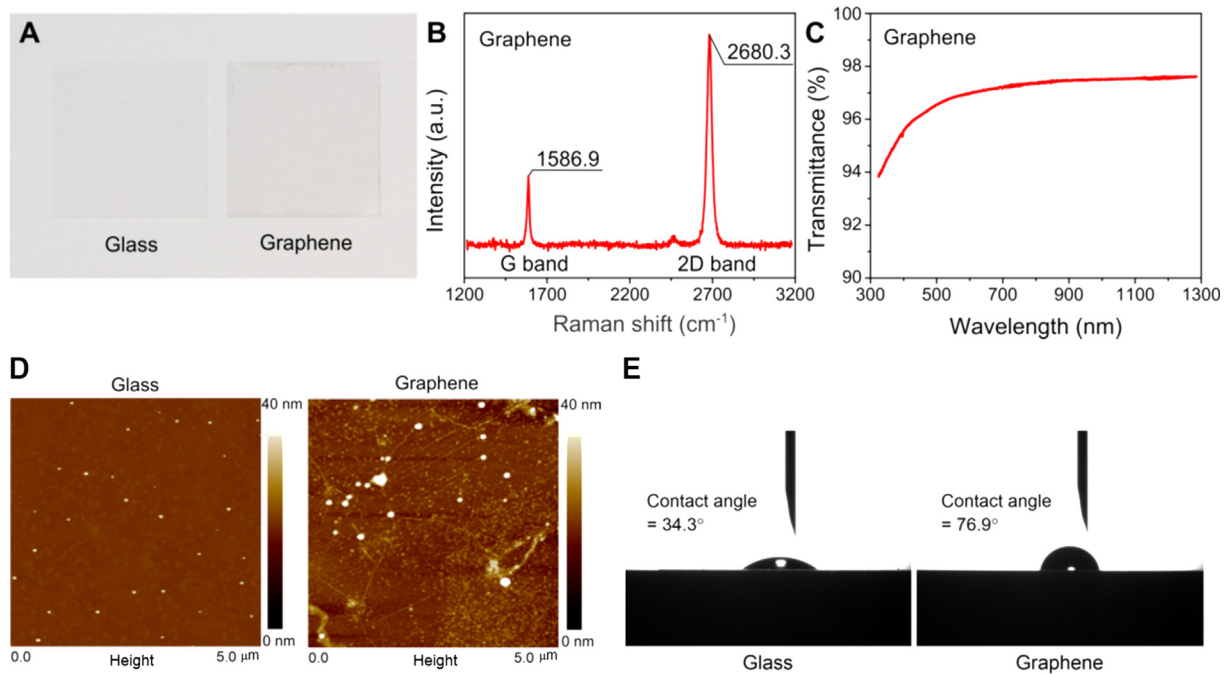 A
Glass
Graphene
B
Graphene
2680.3
1586.9
G band
2D band
1200
1700
2200
2700
3200
Raman shift (cm⁻¹)
Intensity (a.u.)
C
Graphene
100
98
96
94
92
90
300
500
700
900
1100
1300
Wavelength (nm)
Transmittance (%)
D
Glass
40 nm
0 nm
0.0
Height
5.0 μm
Graphene
40 nm
0 nm
0.0
Height
5.0 μm
E
Contact angle
= 34.3°
Glass
Contact angle
= 76.9°
Graphene